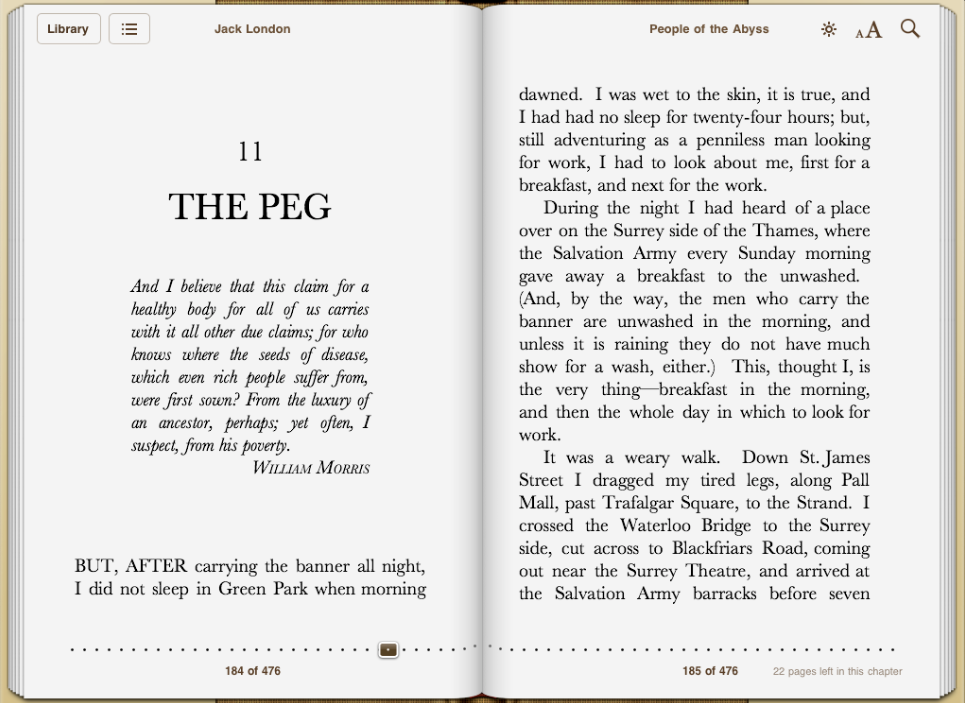 Library
Jack London
People of the Abyss
AA
11
THE PEG
And I believe that this claim for a
healthy body for all of us carries
with it all other due claims; for who
knows where the seeds of disease,
which even rich people suffer from,
were first sown? From the luxury of
an ancestor, perhaps; yet often, I
suspect, from his poverty.
WILLIAM MORRIS
BUT, AFTER carrying the banner all night,
I did not sleep in Green Park when morning
184 of 476
dawned. I was wet to the skin, it is true, and
I had had no sleep for twenty-four hours; but,
still adventuring as a penniless man looking
for work, I had to look about me, first for a
breakfast, and next for the work.
During the night I had heard of a place
over on the Surrey side of the Thames, where
the Salvation Army every Sunday morning
gave away a breakfast to the unwashed.
(And, by the way, the men who carry the
banner are unwashed in the morning, and
unless it is raining they do not have much
show for a wash, either.) This, thought I, is
the very thing—breakfast in the morning,
and then the whole day in which to look for
work.
It was a weary walk. Down St. James
Street I dragged my tired legs, along Pall
Mall, past Trafalgar Square, to the Strand. I
crossed the Waterloo Bridge to the Surrey
side, cut across to Blackfriars Road, coming
out near the Surrey Theatre, and arrived at
the Salvation Army barracks before seven
185 of 476
22 pages left in this chapter